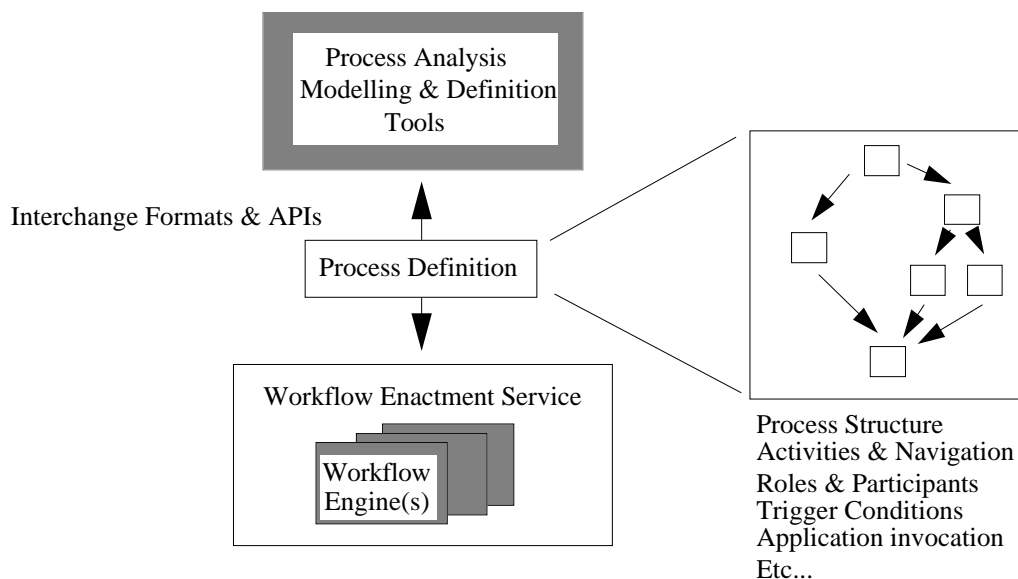 Process Analysis
Modelling & Definition
Tools
Interchange Formats & APIs
Process Definition
Workflow Enactment Service
Workflow
Engine(s)
Process Structure
Activities & Navigation
Roles & Participants
Trigger Conditions
Application invocation
Etc...